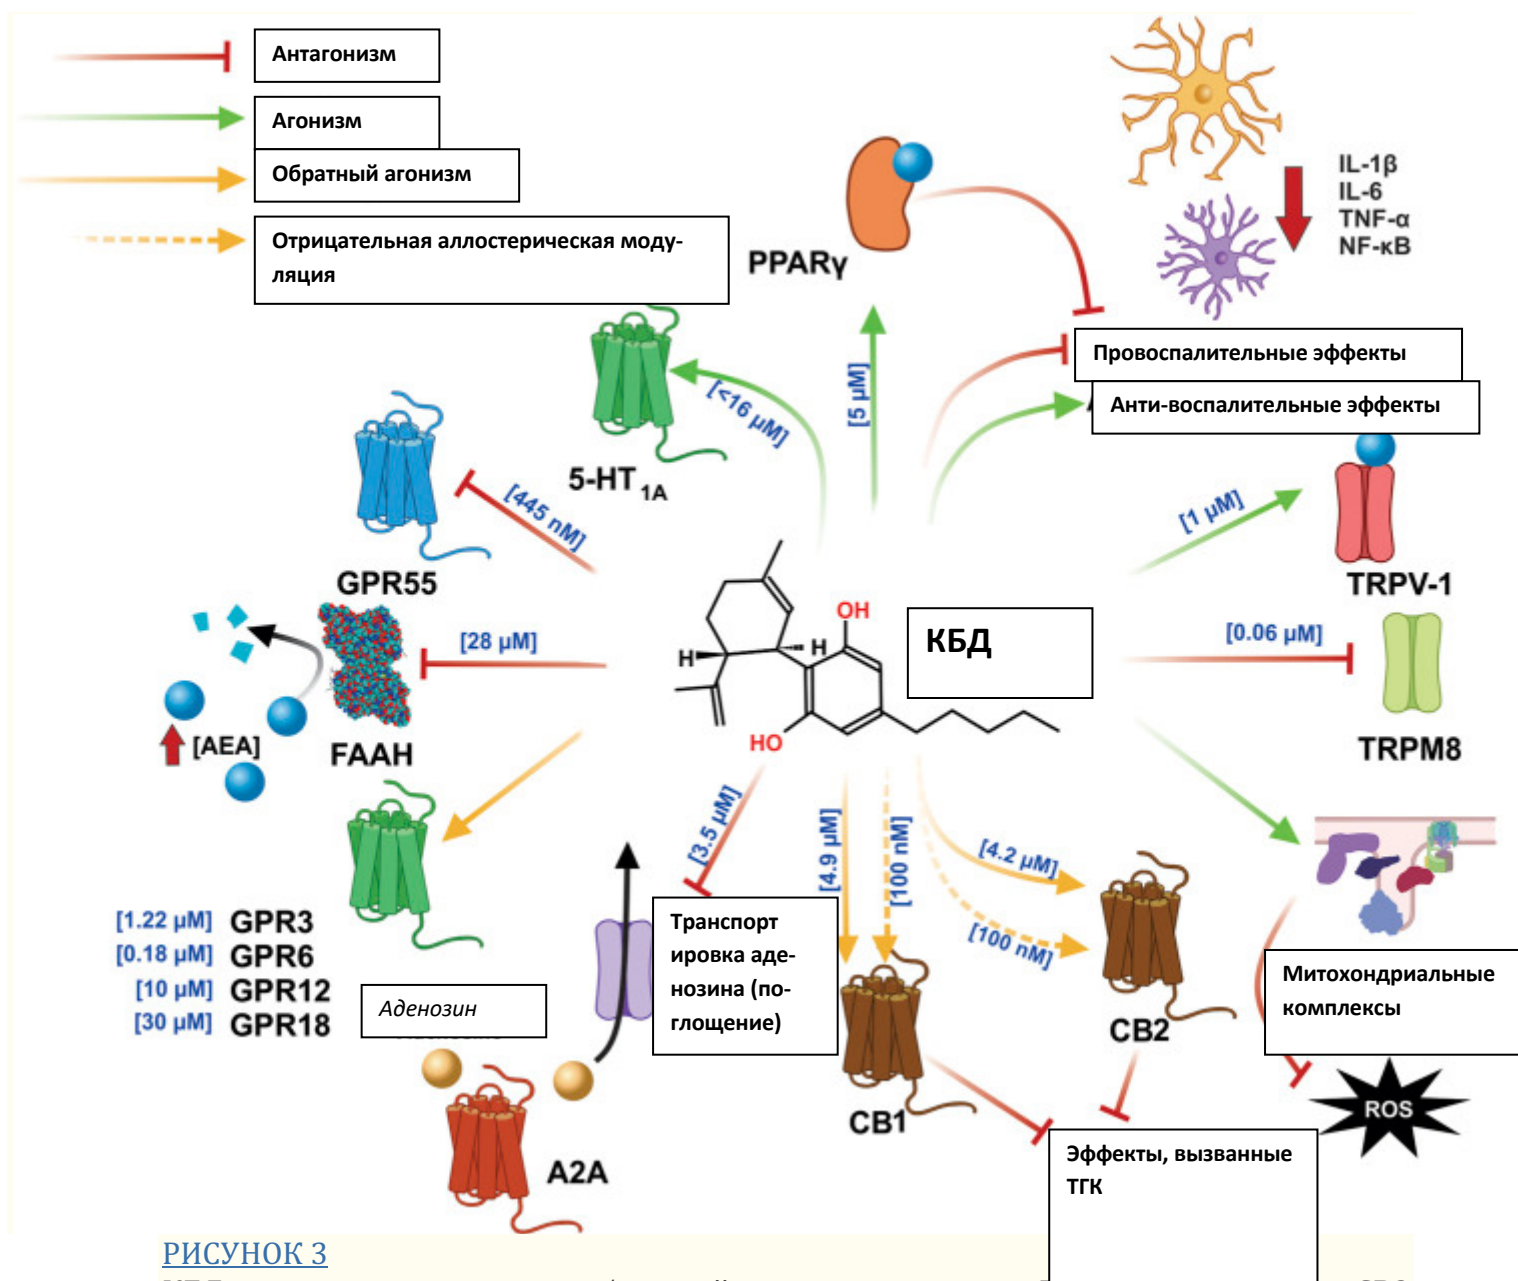 Антагонизм
Агонизм
Обратный агонизм
Отрицательная аллостерическая моду-
ляция
IL-1β
IL-6
TNF-α
NF-κB
PPARγ
[5 µM]
Провоспалительные эффекты
Анти-воспалительные эффекты
[<16 µM]
5-HT 1A
[445 nM]
GPR55
[1 µM]
TRPV-1
[28 µM]
FAAH
[AEA]
КБД
OH
H
H
HO
[0.06 µM]
TRPM8
[1.22 µM] GPR3
[0.18 µM] GPR6
[10 µM] GPR12
[30 µM] GPR18
Аденозин
A2A
[3.5 µM]
Транспорт
ировка аде-
нозина (по-
глощение)
[4.9 µM]
[100 nM]
CB1
[4.2 µM]
[100 nM]
CB2
Митохондриальные
комплексы
ROS
Эффекты, вызванные
ТГК
РИСУНОК 3